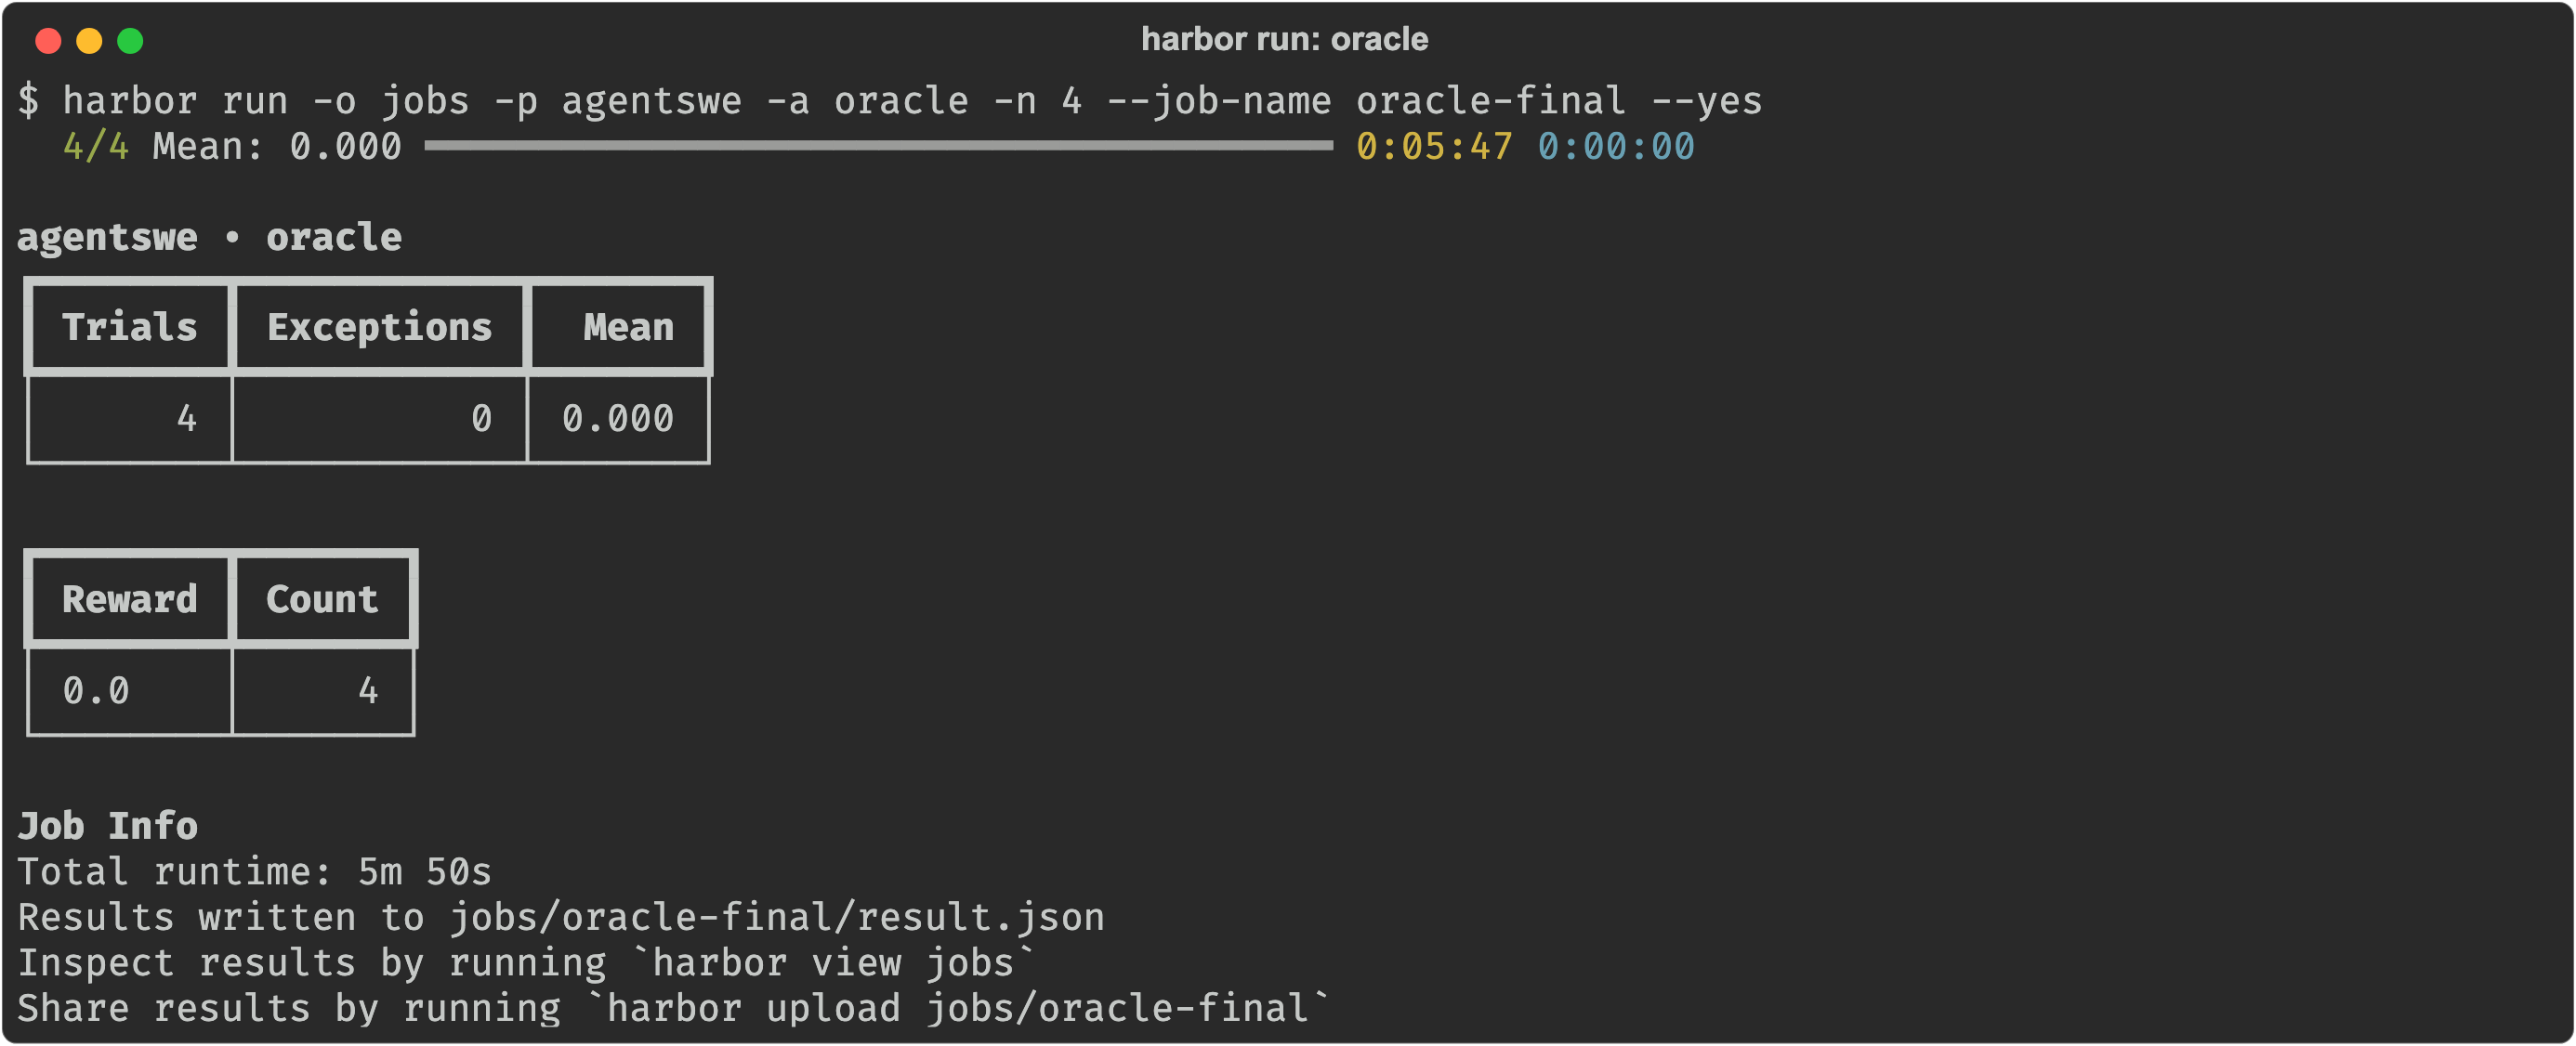 harbor run: oracle
$ harbor run -o jobs -p agentswe -a oracle -n 4 --job-name oracle-final --yes
4/4 Mean: 0.000 0:05:47 0:00:00
agentswe • oracle
Trials Exceptions Mean
4 0 0.000
Reward Count
0.0 4
Job Info
Total runtime: 5m 50s
Results written to jobs/oracle-final/result.json
Inspect results by running `harbor view jobs`
Share results by running `harbor upload jobs/oracle-final`